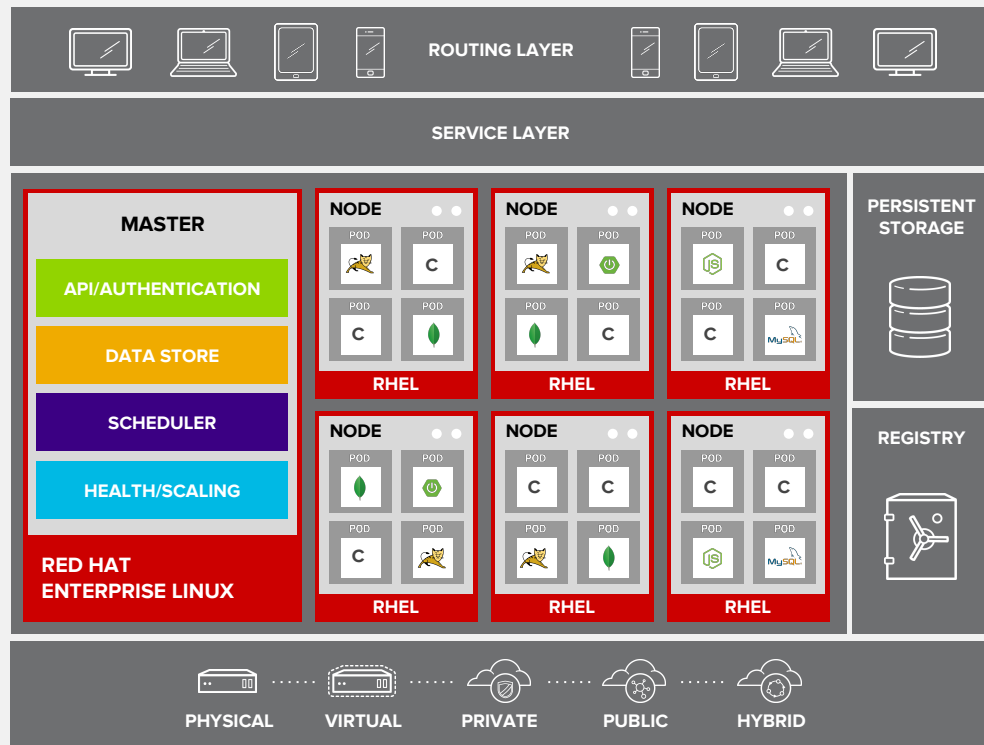 ROUTING LAYER
SERVICE LAYER
MASTER
API/AUTHENTICATION
DATA STORE
SCHEDULER
HEALTH/SCALING
RED HAT
ENTERPRISE LINUX
NODE
POD
POD
C
POD
POD
C
RHEL
NODE
POD
POD
POD
POD
C
RHEL
NODE
POD
POD
JS
C
POD
POD
C
MySQL
RHEL
NODE
POD
POD
POD
POD
C
RHEL
NODE
POD
POD
C
C
POD
POD
RHEL
NODE
POD
POD
C
C
POD
POD
JS
MySQL
RHEL
PERSISTENT
STORAGE
REGISTRY
PHYSICAL
VIRTUAL
PRIVATE
PUBLIC
HYBRID